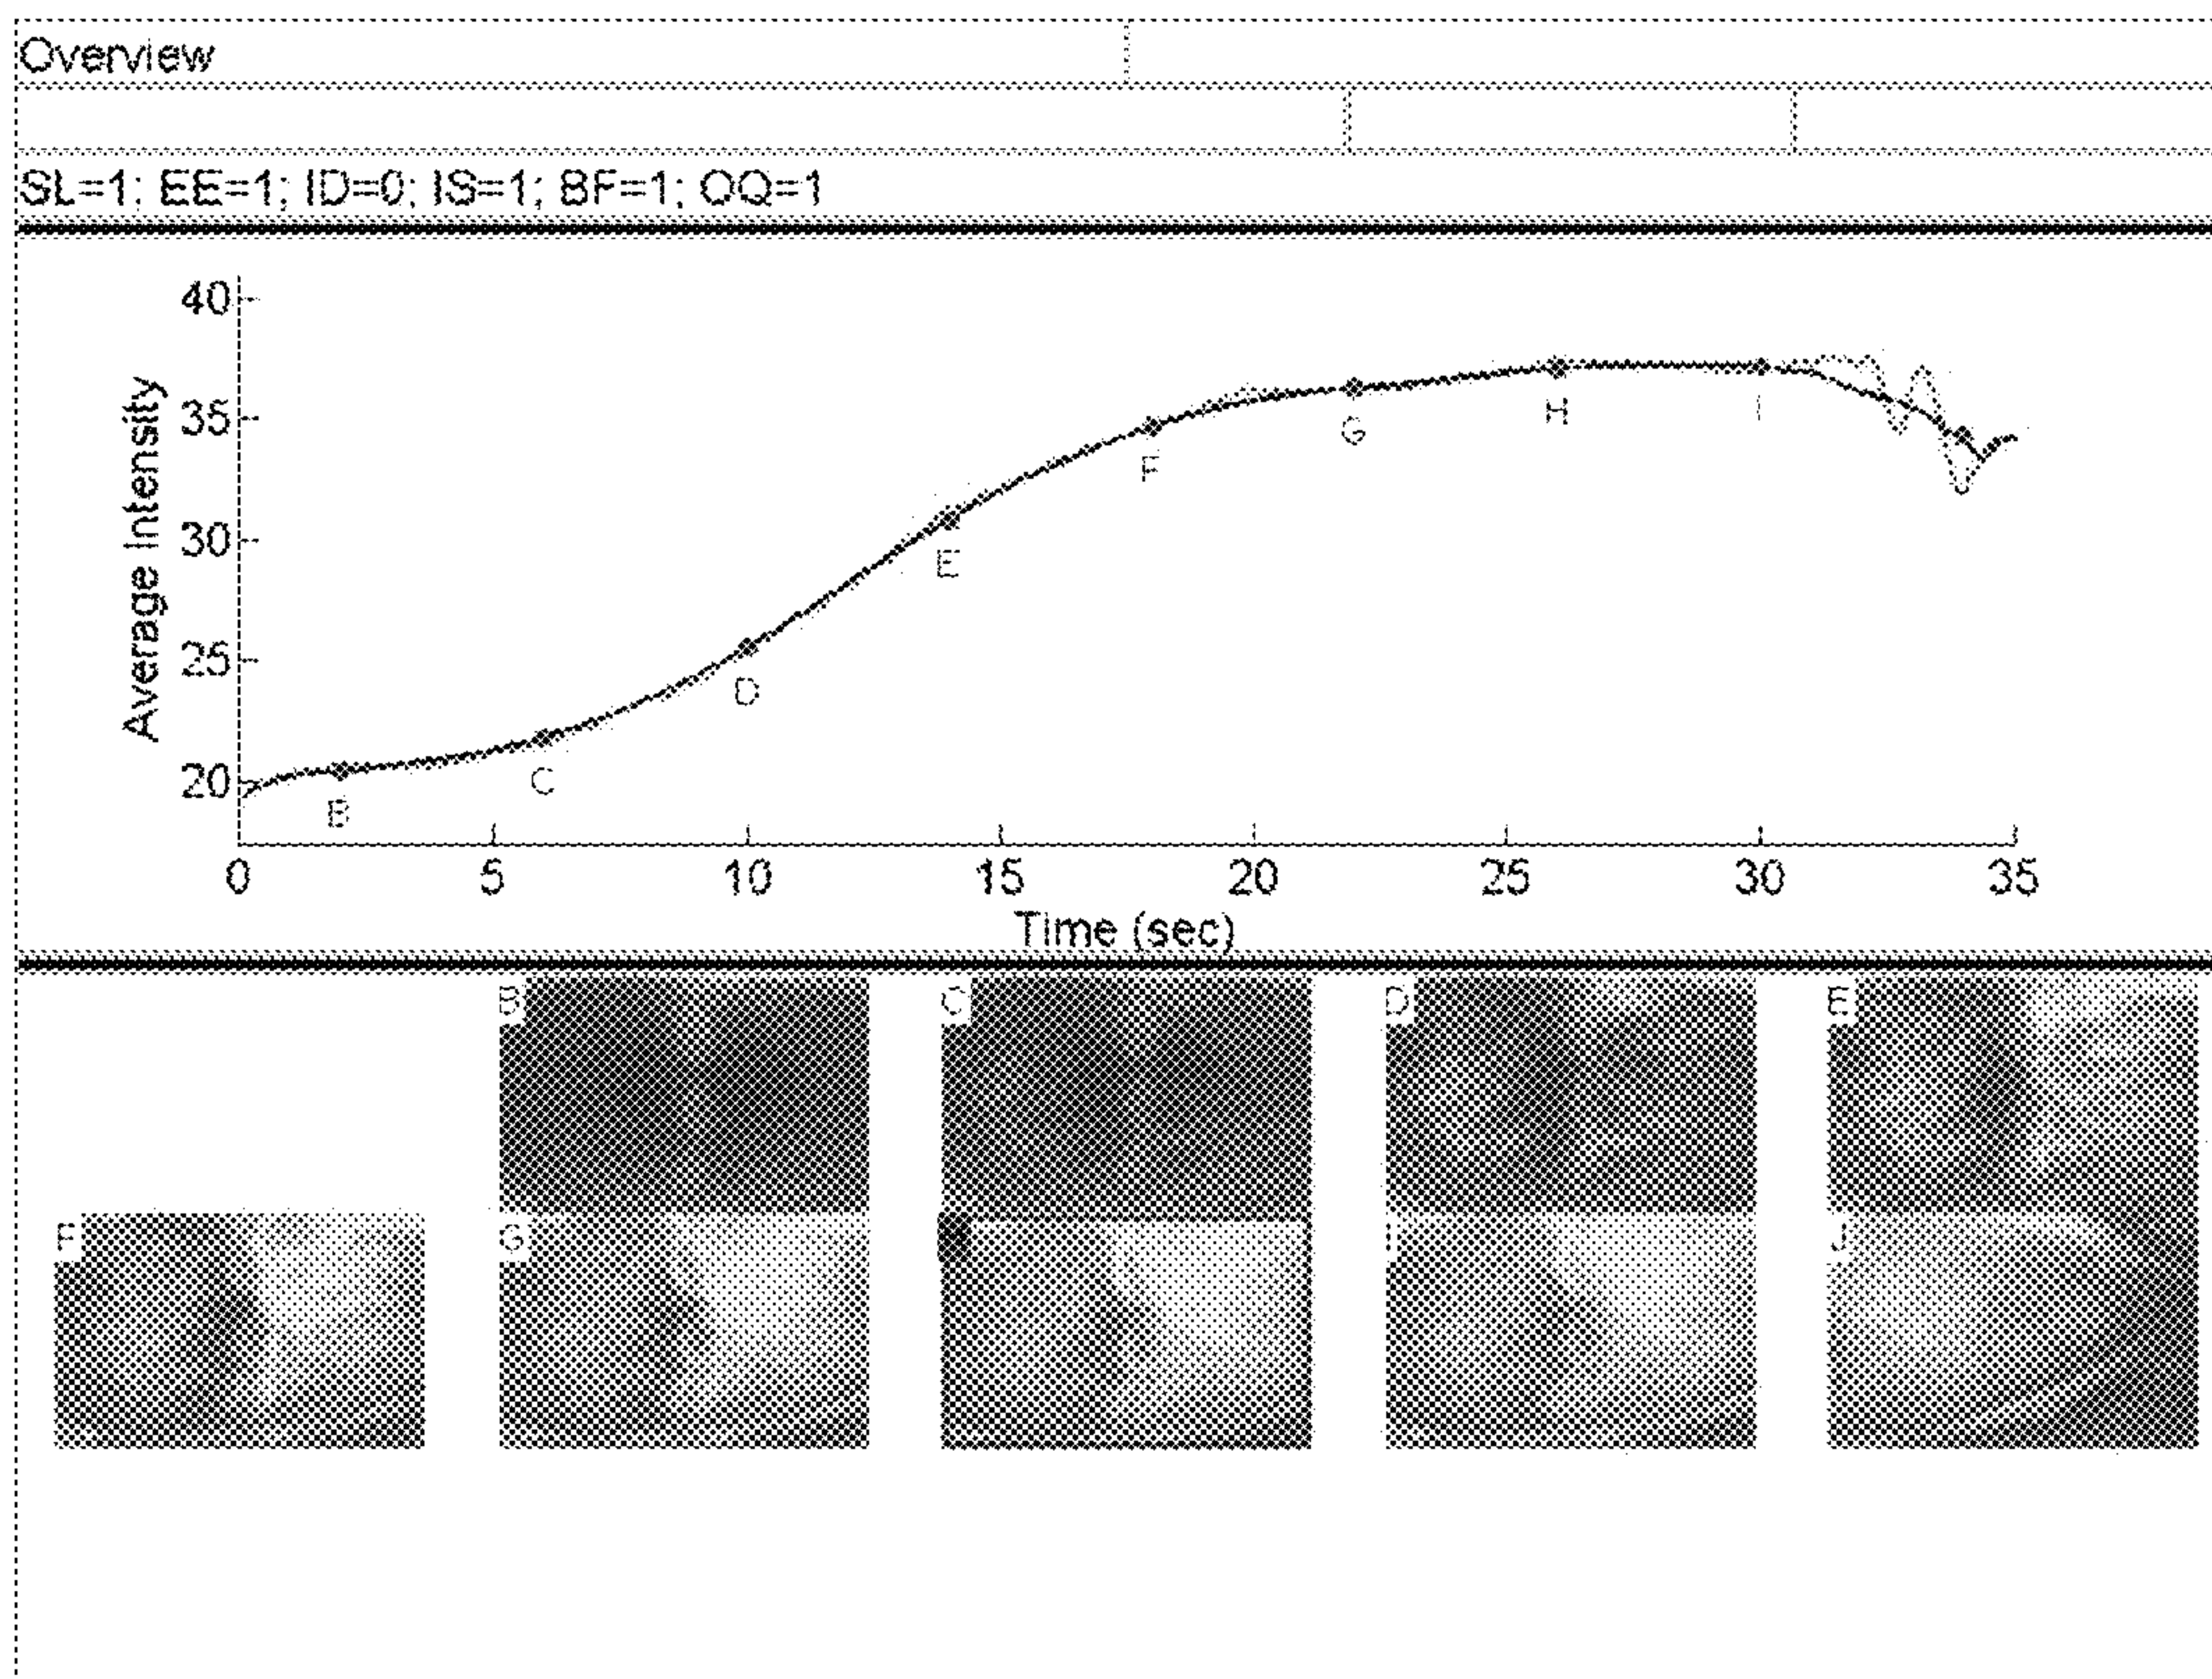 Overview
SL=1; EE=1; ID=0; IS=1; BF=1; OQ=1
40
35
30
25
20
Average Intensity
B
C
D
E
F
G
H
I
0 5 10 15 20 25 30 35
Time (sec)
B C D E
F G H I J